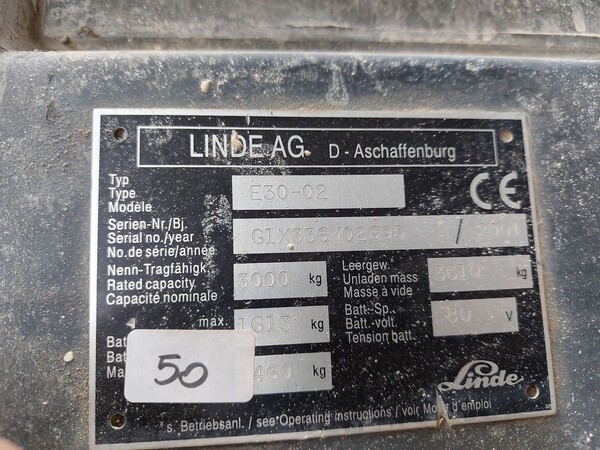 LINDE AG. D - Aschaffenburg
Typ
Type E30-02
Modèle
CE
Serien-Nr./Bj.
Serial no./year /
No. de série/année
Nenn-Tragfähigk. Leergew.
Rated capacity 3000 kg Unladen mass kg
Capacité nominale Masse à vide
max. kg Batt.-Sp.
Batt.-volt. 80 V
Tension batt.
50
460 kg
Linde
s. Betriebsanl. / see Operating instructions / voir Mode d'emploi